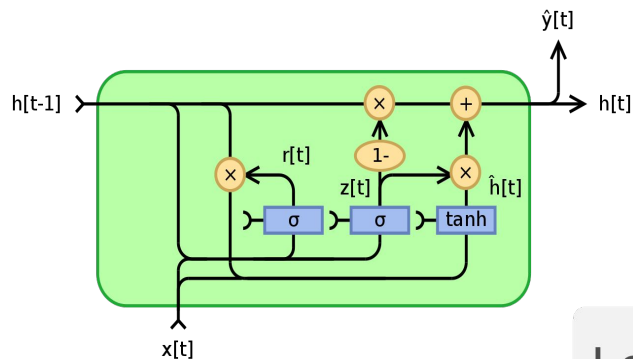 ŷ[t]
h[t-1]
×
+
h[t]
r[t]
1-
×
z[t]
×
ĥ[t]
σ
σ
tanh
x[t]